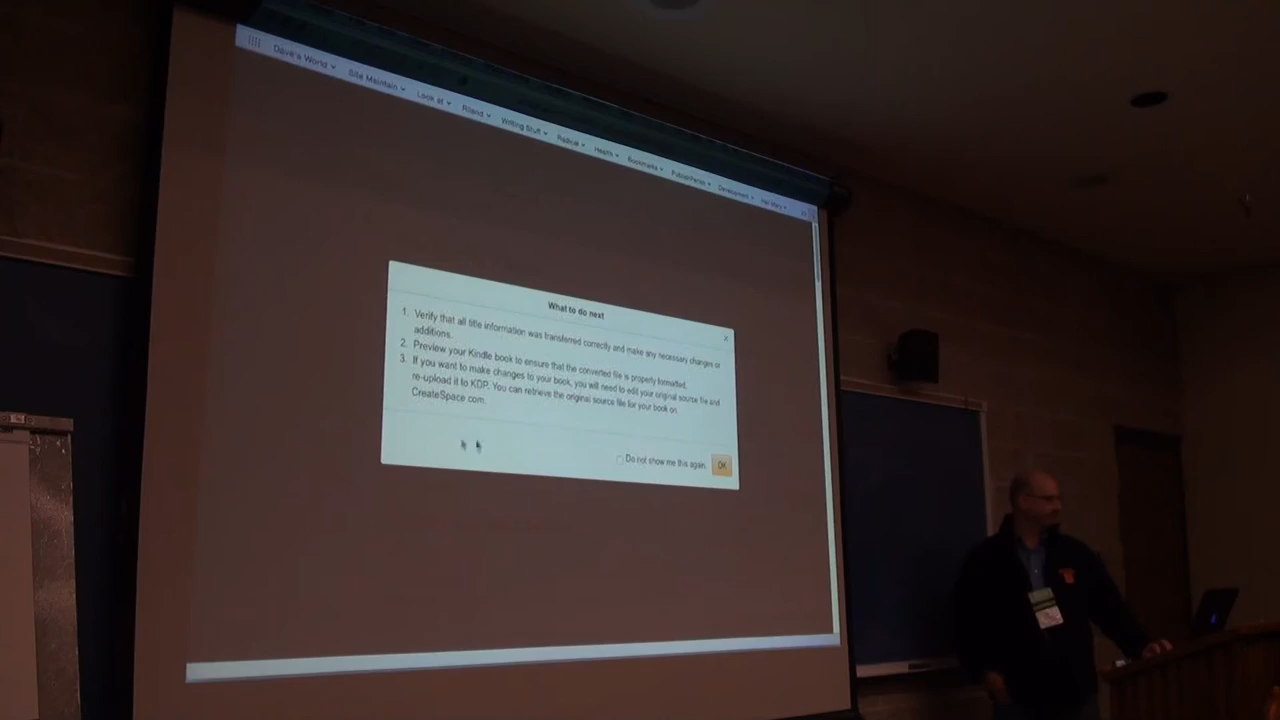 Dave's World
Site Maintain
Look at
Riland
Writing Stuff
Radical
Health
Bookmarks
Development
What to do next
1. Verify that all title information was transferred correctly and make any necessary changes or
additions.
2. Preview your Kindle book to ensure that the converted file is properly formatted.
3. If you want to make changes to your book, you will need to edit your original source file and
re-upload it to KDP. You can retrieve the original source file for your book on
CreateSpace.com.
Do not show me this again.
OK